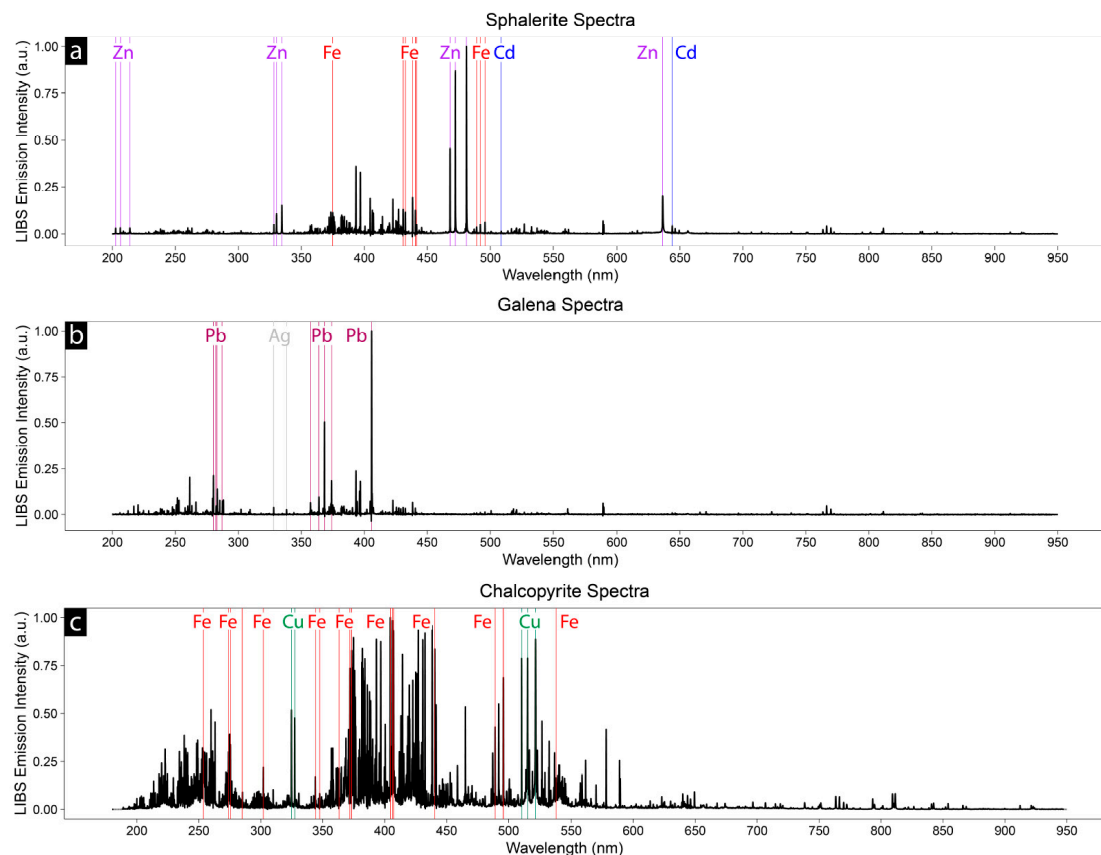 Sphalerite Spectra
a
Zn Zn Fe Fe Zn Fe Cd Zn Cd
LIBS Emission Intensity (a.u.)
1.00
0.75
0.50
0.25
0.00
200 250 300 350 400 450 500 550 600 650 700 750 800 850 900 950
Wavelength (nm)
Galena Spectra
b
Pb Ag Pb Pb
LIBS Emission Intensity (a.u.)
1.00
0.75
0.50
0.25
0.00
200 250 300 350 400 450 500 550 600 650 700 750 800 850 900 950
Wavelength (nm)
Chalcopyrite Spectra
c
Fe Fe Fe Cu Fe Fe Fe Fe Fe Cu Fe
LIBS Emission Intensity (a.u.)
1.00
0.75
0.50
0.25
0.00
200 250 300 350 400 450 500 550 600 650 700 750 800 850 900 950
Wavelength (nm)